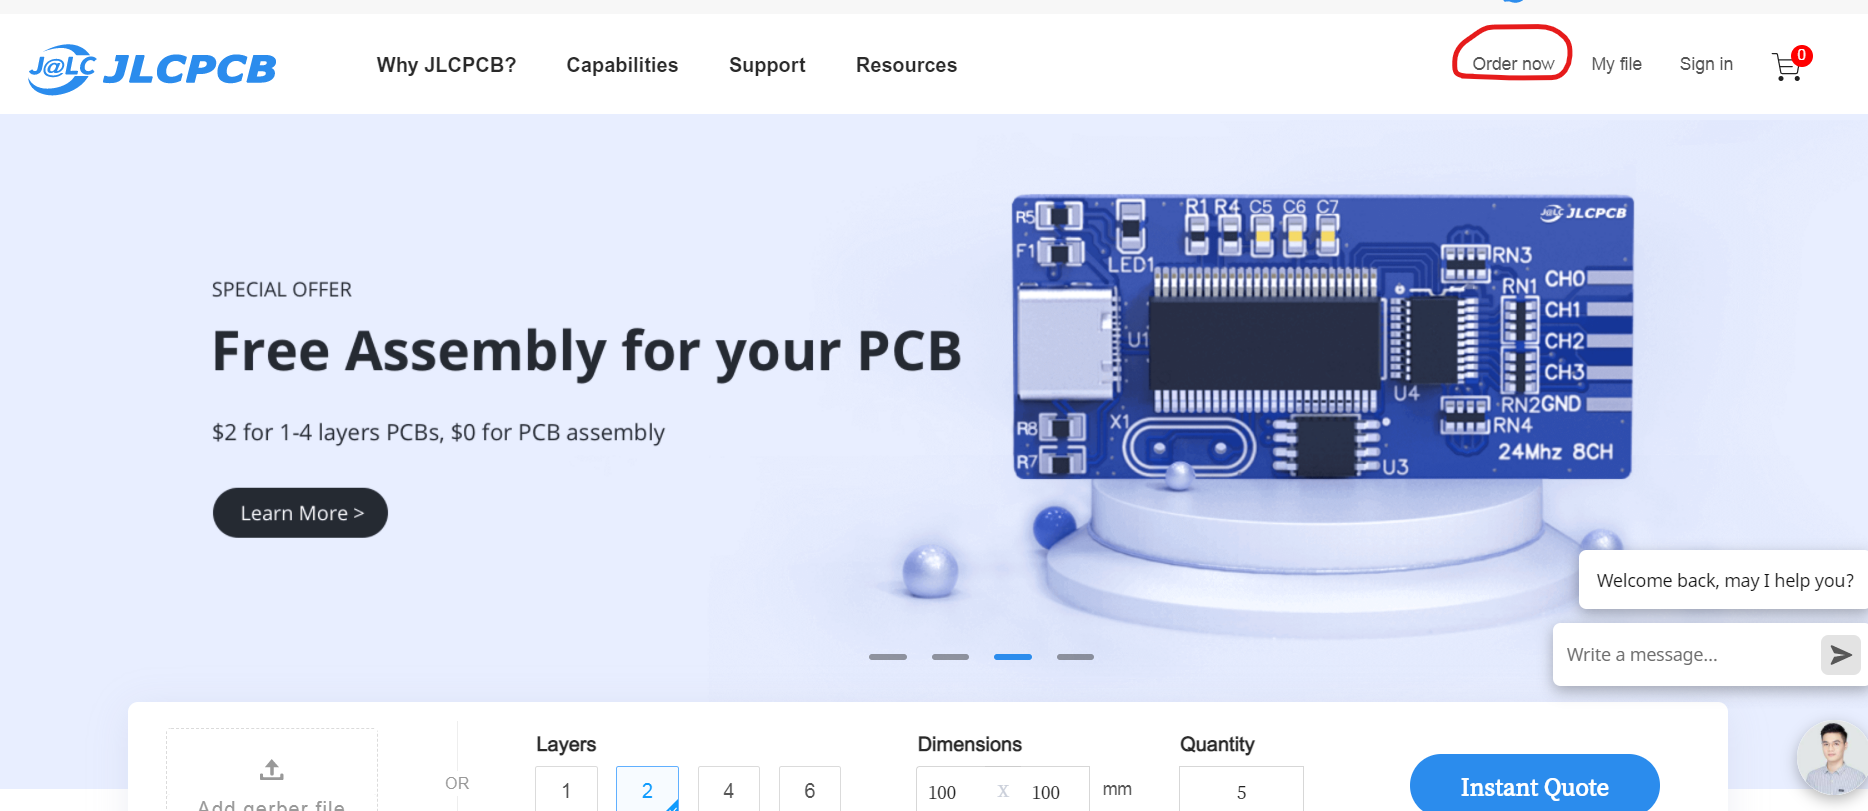 J@LC JLCPCB
Why JLCPCB?
Capabilities
Support
Resources
Order now
My file
Sign in
0
SPECIAL OFFER
Free Assembly for your PCB
$2 for 1-4 layers PCBs, $0 for PCB assembly
Learn More >
J@LC JLCPCB
R5
F1
LED1
R1 R4 C5 C6 C7
RN3
RN1
CH0
CH1
CH2
CH3
RN2 GND
RN4
U1
U4
X1
U3
R8
R7
24Mhz 8CH
Welcome back, may I help you?
Write a message...
Add gerber file
OR
Layers
1 2 4 6
Dimensions
100 x 100 mm
Quantity
5
Instant Quote